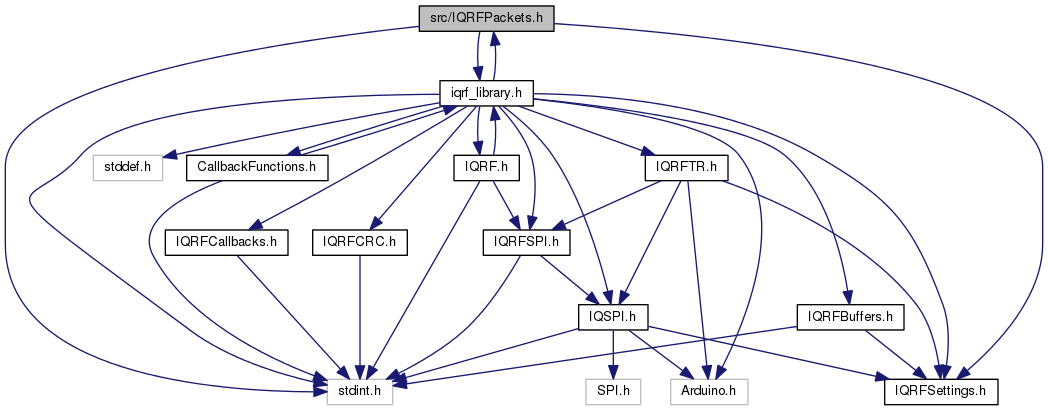 src/IQRFPackets.h
iqrf_library.h
stddef.h
CallbackFunctions.h
IQRF.h
IQRFTR.h
IQRFCallbacks.h
IQRFCRC.h
IQRFSPI.h
IQSPI.h
IQRFBuffers.h
stdint.h
SPI.h
Arduino.h
IQRFSettings.h